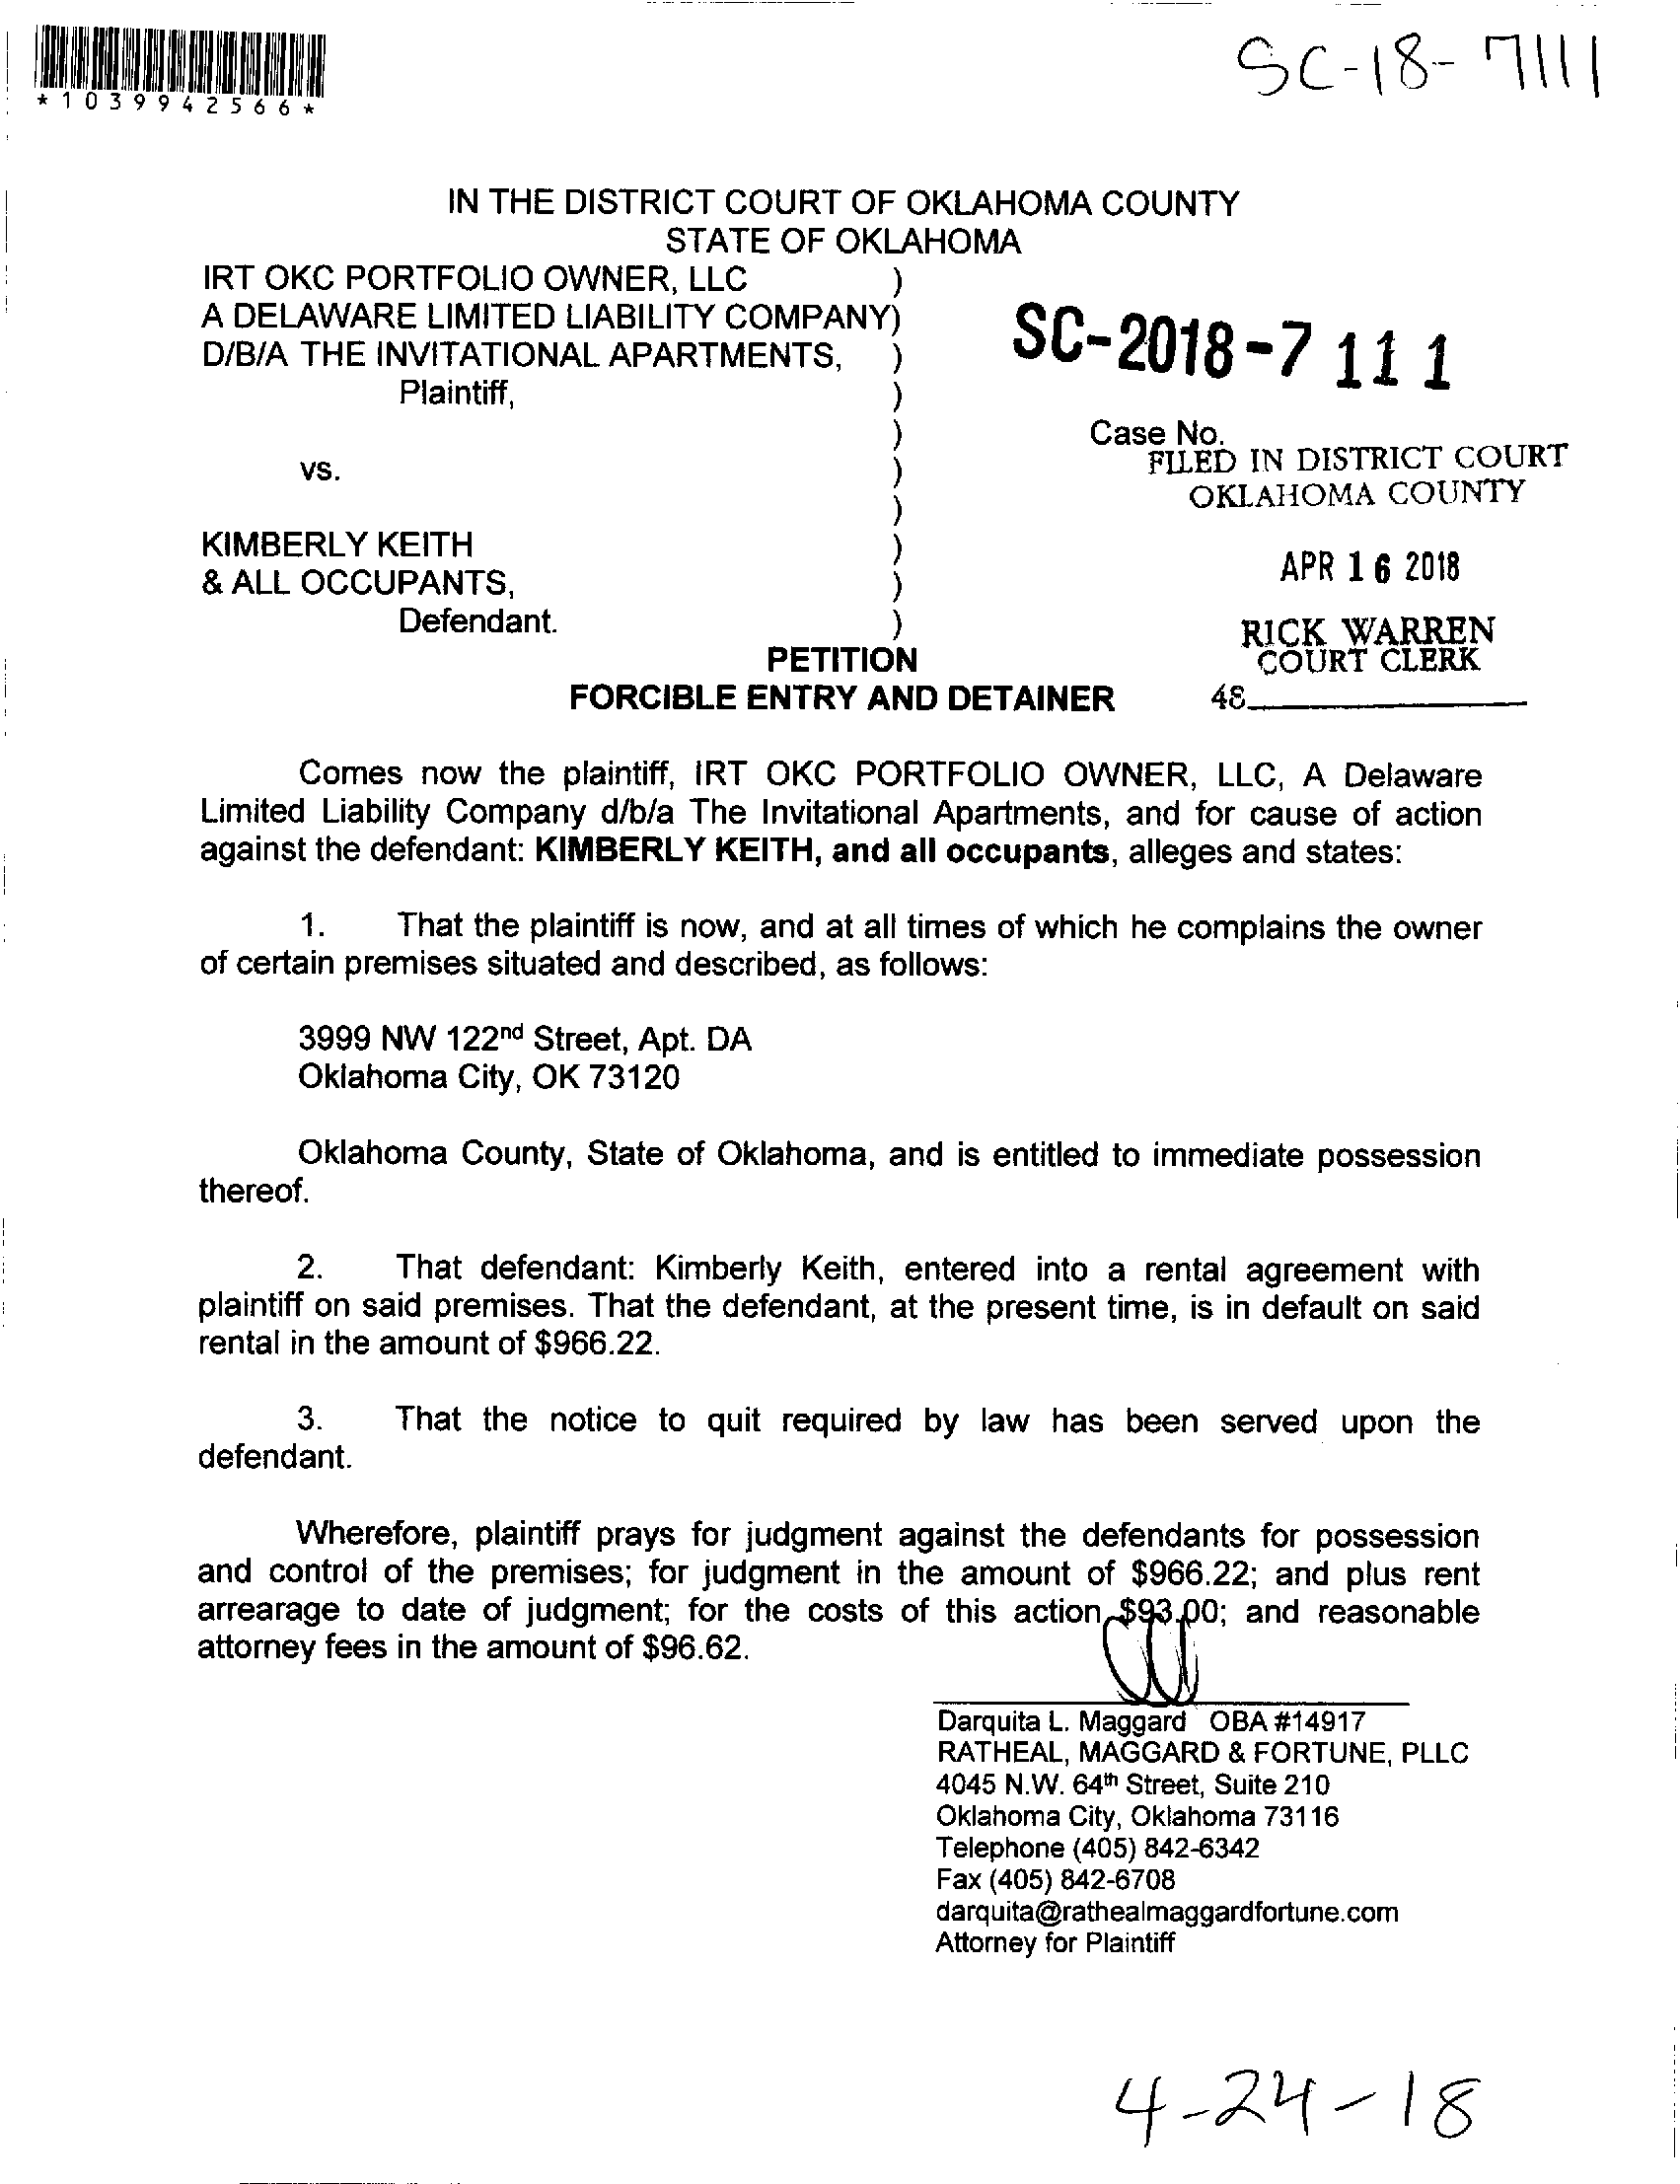 SC-18-7111
*1039942566*
IN THE DISTRICT COURT OF OKLAHOMA COUNTY
STATE OF OKLAHOMA
IRT OKC PORTFOLIO OWNER, LLC )
A DELAWARE LIMITED LIABILITY COMPANY)
D/B/A THE INVITATIONAL APARTMENTS, )
Plaintiff, )
)
vs. )
)
KIMBERLY KEITH )
& ALL OCCUPANTS, )
Defendant. )
SC-2018-7111
Case No.
FILED IN DISTRICT COURT
OKLAHOMA COUNTY
APR 16 2018
RICK WARREN
COURT CLERK
48
PETITION
FORCIBLE ENTRY AND DETAINER
Comes now the plaintiff, IRT OKC PORTFOLIO OWNER, LLC, A Delaware
Limited Liability Company d/b/a The Invitational Apartments, and for cause of action
against the defendant: KIMBERLY KEITH, and all occupants, alleges and states:
1. That the plaintiff is now, and at all times of which he complains the owner
of certain premises situated and described, as follows:
3999 NW 122nd Street, Apt. DA
Oklahoma City, OK 73120
Oklahoma County, State of Oklahoma, and is entitled to immediate possession
thereof.
2. That defendant: Kimberly Keith, entered into a rental agreement with
plaintiff on said premises. That the defendant, at the present time, is in default on said
rental in the amount of $966.22.
3. That the notice to quit required by law has been served upon the
defendant.
Wherefore, plaintiff prays for judgment against the defendants for possession
and control of the premises; for judgment in the amount of $966.22; and plus rent
arrearage to date of judgment; for the costs of this action $93.00; and reasonable
attorney fees in the amount of $96.62.
Darquita L. Maggard OBA #14917
RATHEAL, MAGGARD & FORTUNE, PLLC
4045 N.W. 64th Street, Suite 210
Oklahoma City, Oklahoma 73116
Telephone (405) 842-6342
Fax (405) 842-6708
darquita@rathealmaggardfortune.com
Attorney for Plaintiff
4-24-18